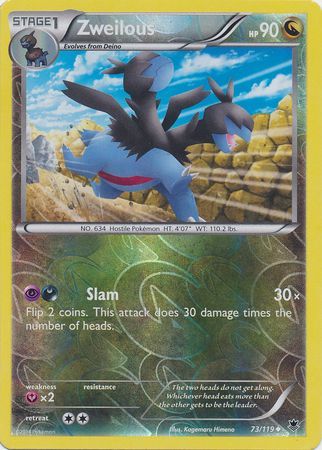 STAGE1 Zweilous HP 90
Evolves from Deino
NO. 634 Hostile Pokémon HT: 4'07" WT: 110.2 lbs.
Slam 30×
Flip 2 coins. This attack does 30 damage times
the number of heads.
weakness resistance
×2
retreat
The two heads do not get along.
Whichever head eats more than
the other gets to be the leader.
Illus. Kagemaru Himeno 73/119